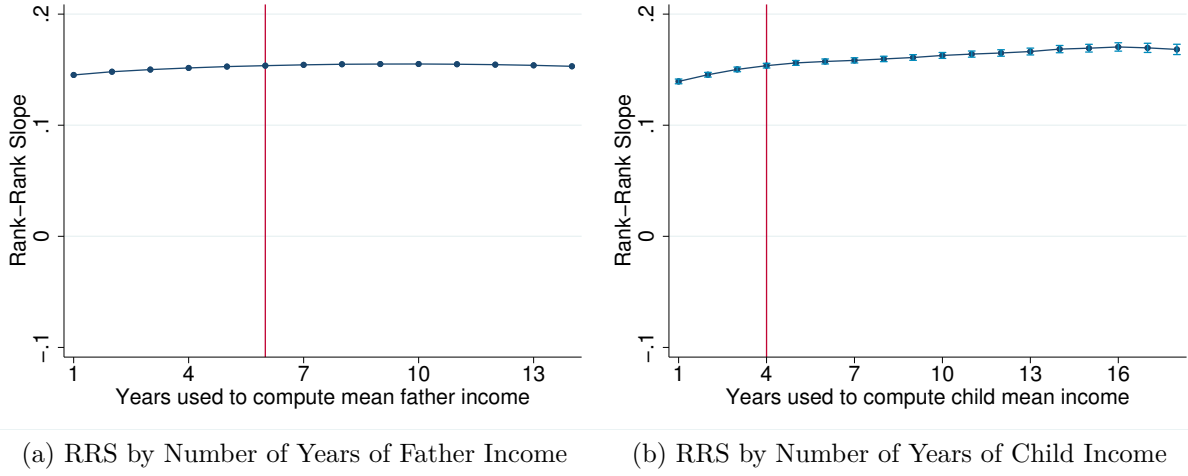 Rank−Rank Slope
.2
.1
0
−.1
1 4 7 10 13
Years used to compute mean father income
(a) RRS by Number of Years of Father Income
Rank−Rank Slope
.2
.1
0
−.1
1 4 7 10 13 16
Years used to compute child mean income
(b) RRS by Number of Years of Child Income